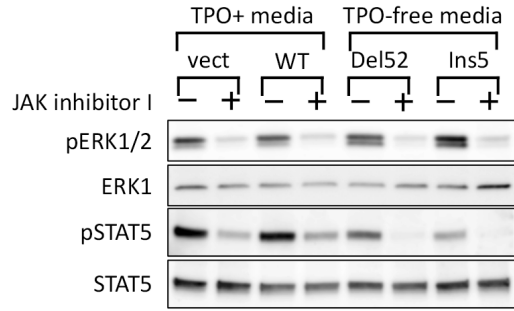 TPO+ media TPO-free media
vect WT Del52 Ins5
JAK inhibitor I − + − + − + − +
pERK1/2
ERK1
pSTAT5
STAT5